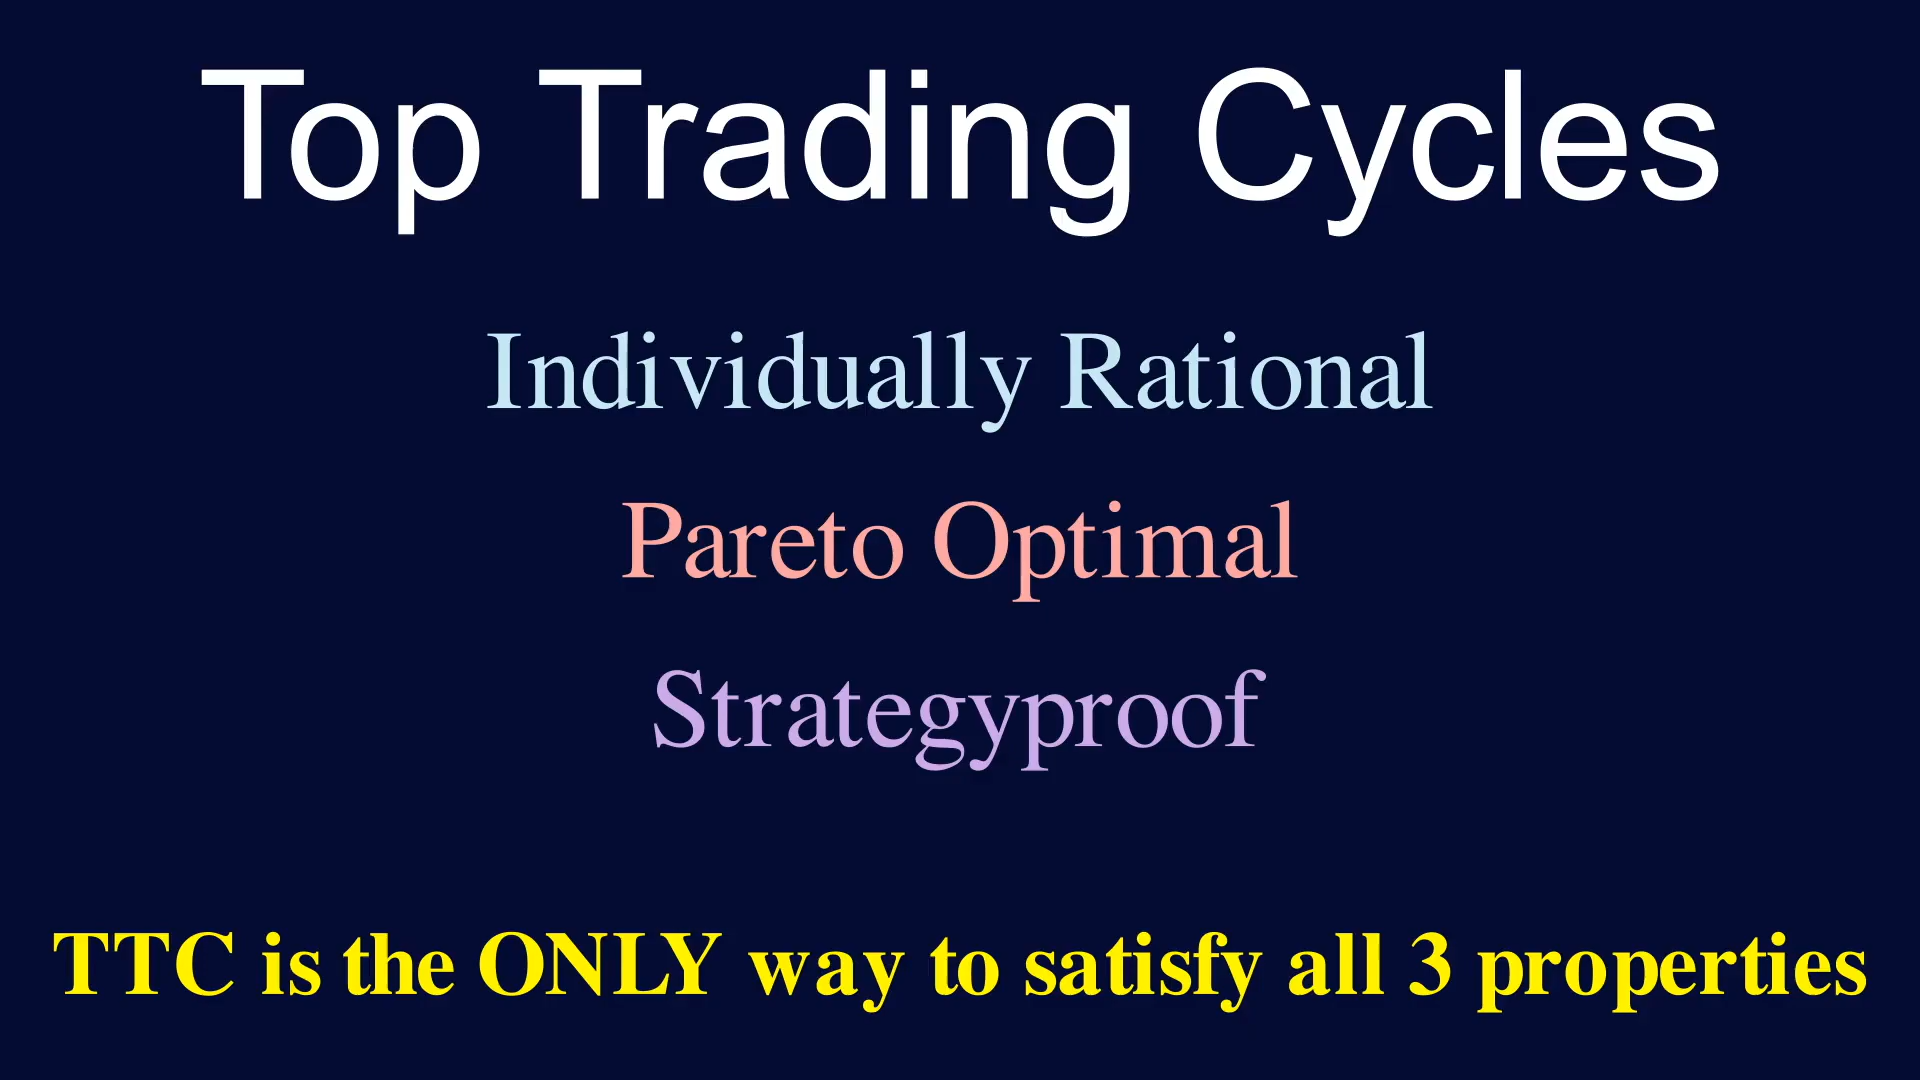 Top Trading Cycles
Individually Rational
Pareto Optimal
Strategyproof
TTC is the ONLY way to satisfy all 3 properties